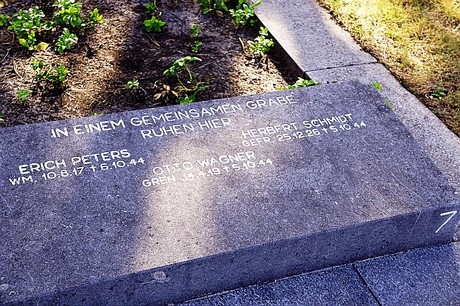 IN EINEM GEMEINSAMEN GRABE
RUHEN HIER
ERICH PETERS
WM. 10.8.17 † 6.10.44
OTTO WAGNER
GREN. 14.4.19 † 5.10.44
HERBERT SCHMIDT
GEFR. 25.12.26 † 5.10.44
7